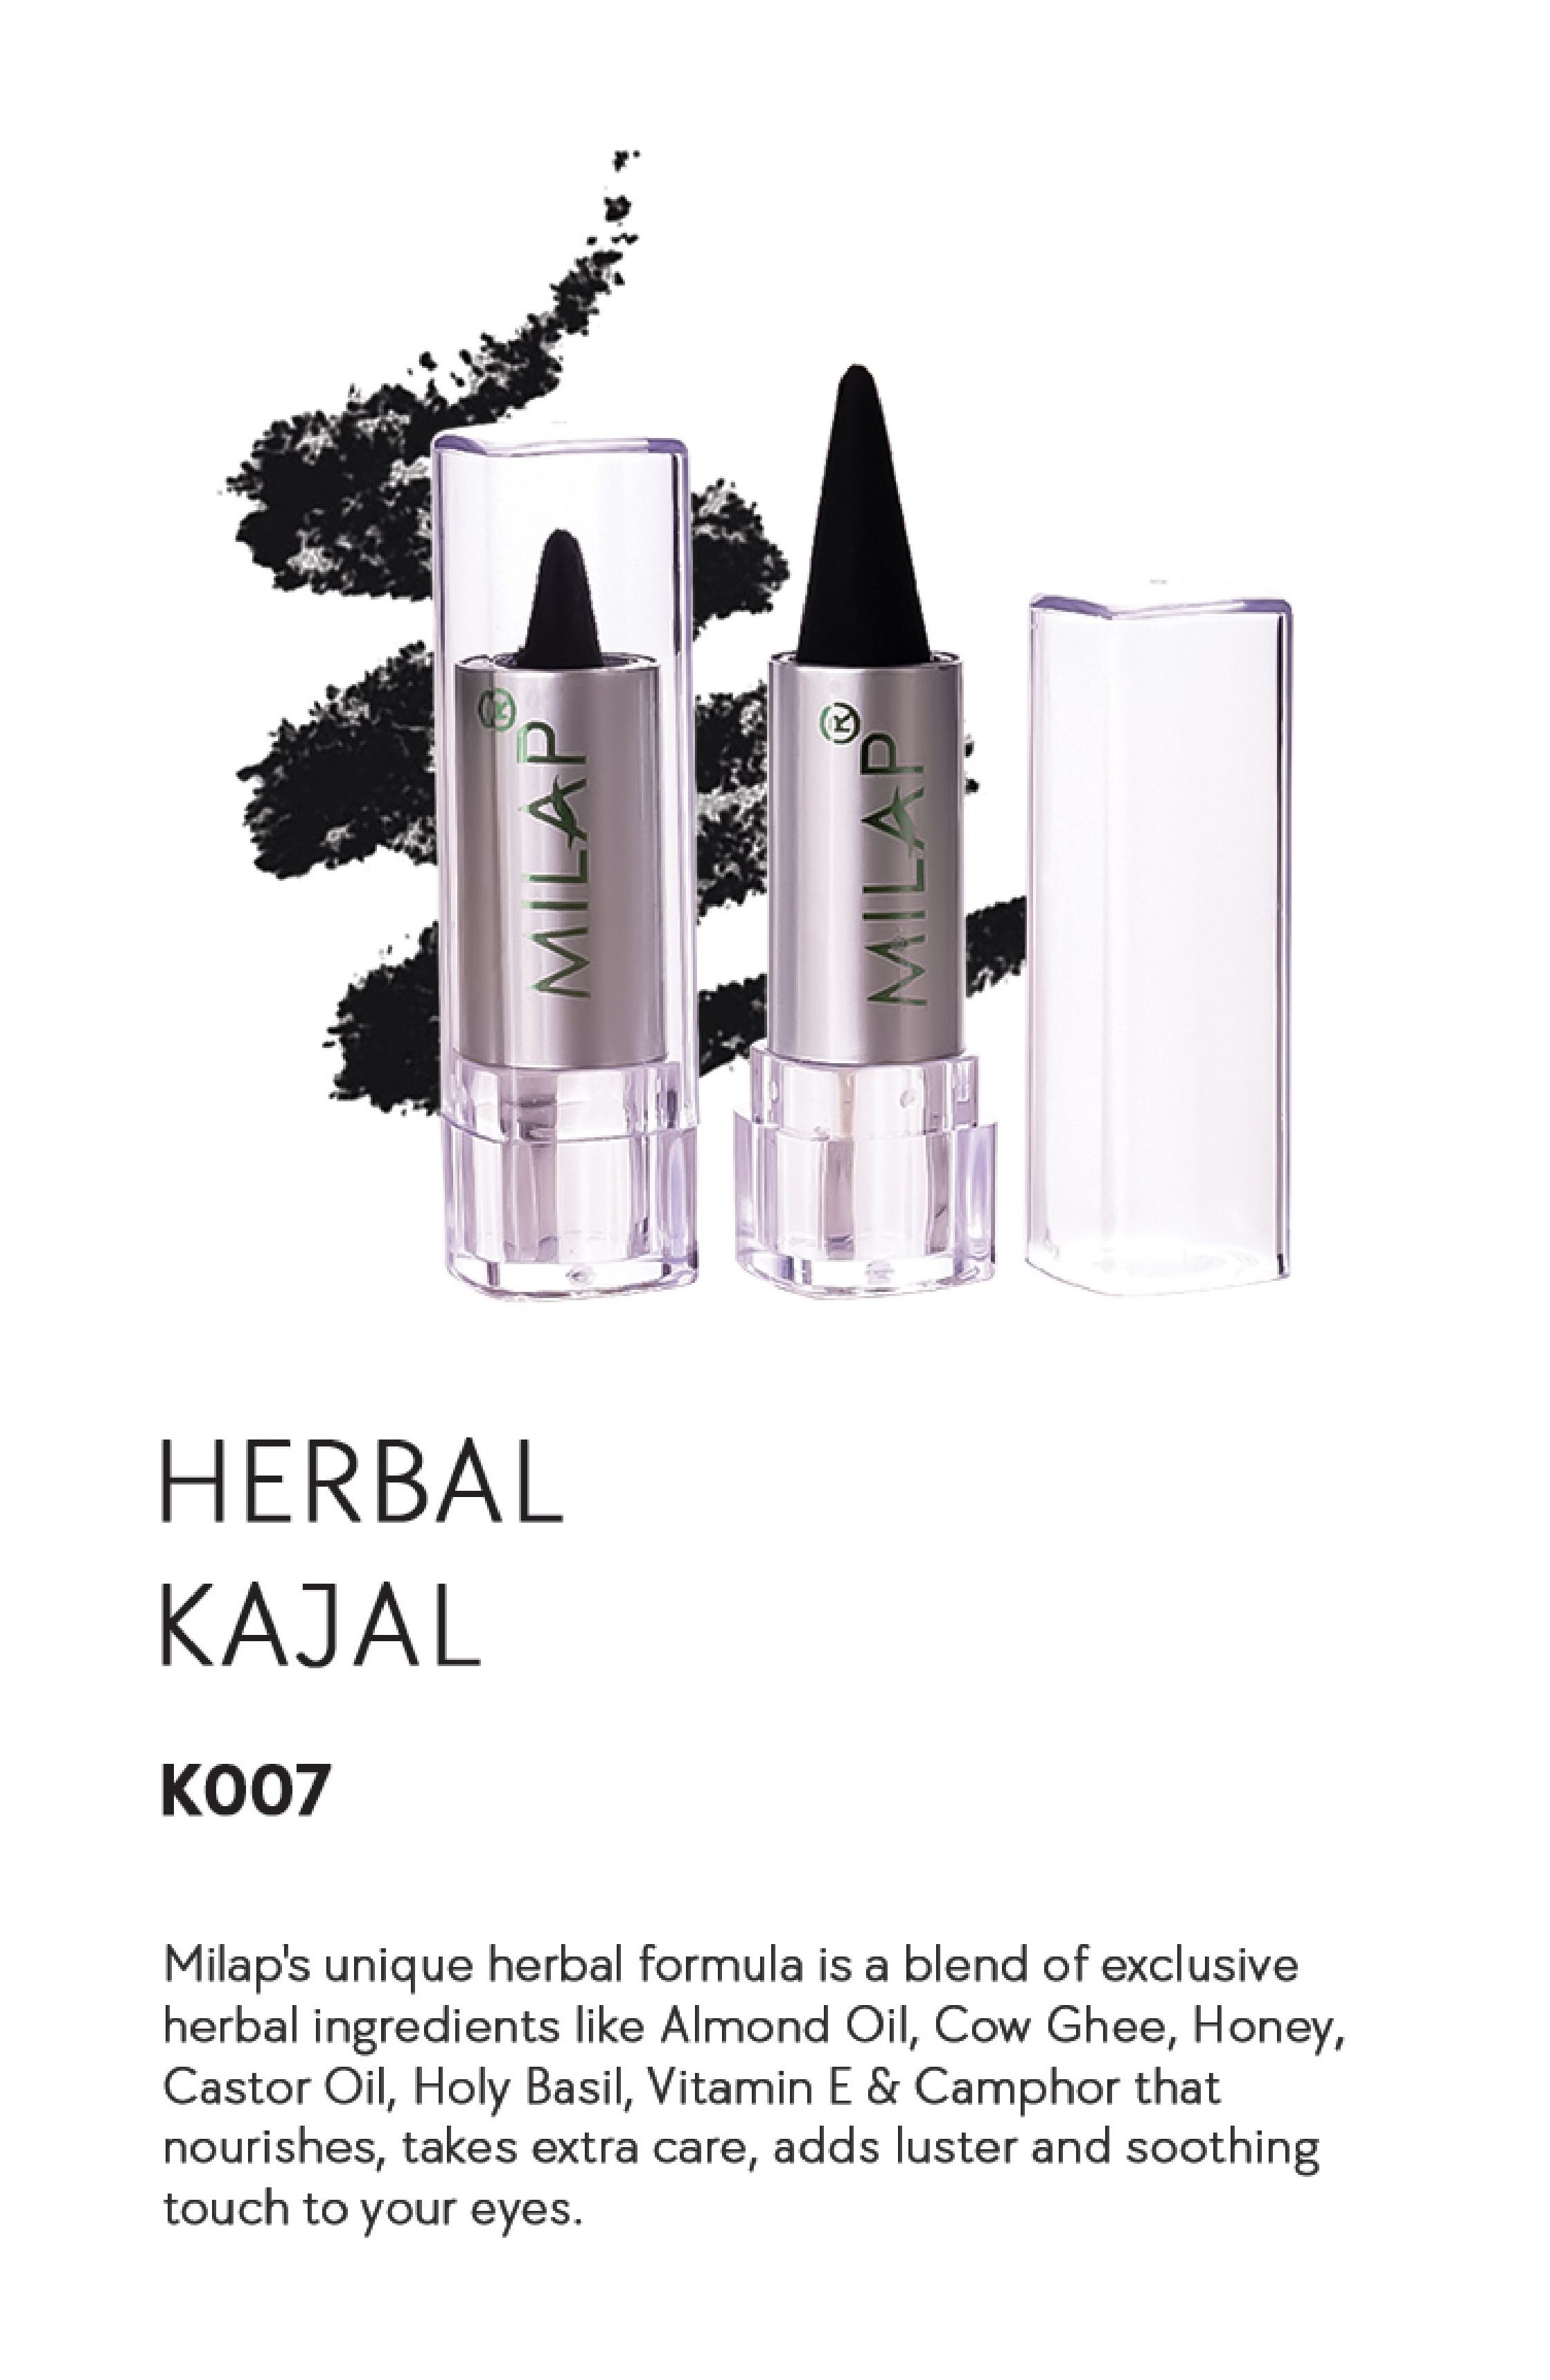 MILAP®
MILAP®
HERBAL
KAJAL
K007
Milap's unique herbal formula is a blend of exclusive
herbal ingredients like Almond Oil, Cow Ghee, Honey,
Castor Oil, Holy Basil, Vitamin E & Camphor that
nourishes, takes extra care, adds luster and soothing
touch to your eyes.